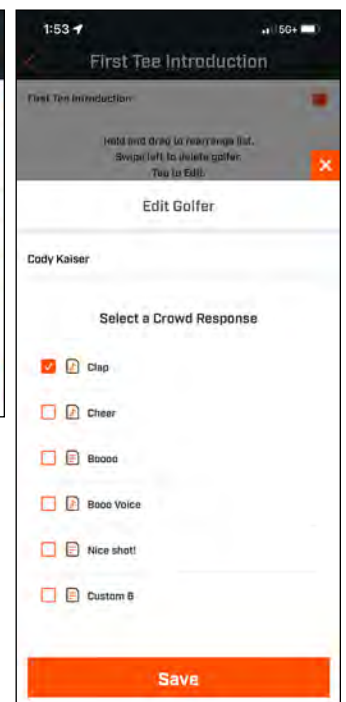 1:53
5G+
First Tee Introduction
First Tee Introduction
Hold and drag to rearrange list.
Swipe left to delete golfer.
Tap to Edit.
Edit Golfer
Cody Kaiser
Select a Crowd Response
Clap
Cheer
Boooo
Booo Voice
Nice shot!
Custom 6
Save